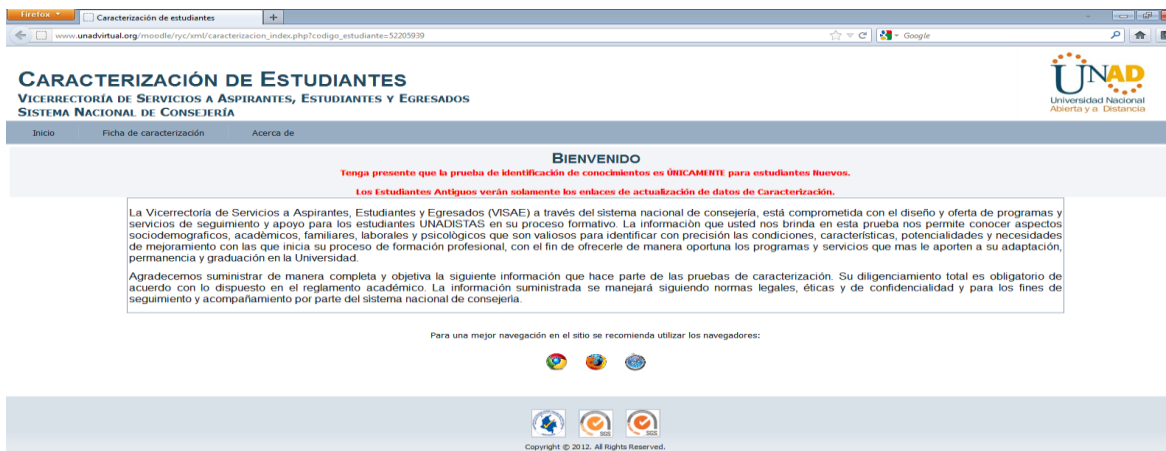 Firefox
Caracterización de estudiantes
www.unadvirtual.org/moodle/ryc/xml/caracterizacion_index.php?codigo_estudiante=52205939
Google
CARACTERIZACIÓN DE ESTUDIANTES
VICERRECTORÍA DE SERVICIOS A ASPIRANTES, ESTUDIANTES Y EGRESADOS
SISTEMA NACIONAL DE CONSEJERÍA
UNAD
Universidad Nacional
Abierta y a Distancia
Inicio Ficha de caracterización Acerca de
BIENVENIDO
Tenga presente que la prueba de identificación de conocimientos es ÚNICAMENTE para estudiantes Nuevos.
Los Estudiantes Antiguos verán solamente los enlaces de actualización de datos de Caracterización.
La Vicerrectoría de Servicios a Aspirantes, Estudiantes y Egresados (VISAE) a través del sistema nacional de consejería, está comprometida con el diseño y oferta de programas y
servicios de seguimiento y apoyo para los estudiantes UNADISTAS en su proceso formativo. La información que usted nos brinda en esta prueba nos permite conocer aspectos
sociodemograficos, acadèmicos, familiares, laborales y psicològicos que son valiosos para identificar con precisión las condiciones, características, potencialidades y necesidades
de mejoramiento con las que inicia su proceso de formación profesional, con el fin de ofrecerle de manera oportuna los programas y servicios que mas le aporten a su adaptación,
permanencia y graduación en la Universidad.
Agradecemos suministrar de manera completa y objetiva la siguiente información que hace parte de las pruebas de caracterización. Su diligenciamiento total es obligatorio de
acuerdo con lo dispuesto en el reglamento académico. La información suministrada se manejará siguiendo normas legales, éticas y de confidencialidad y para los fines de
seguimiento y acompañamiento por parte del sistema nacional de consejería.
Para una mejor navegación en el sitio se recomienda utilizar los navegadores:
SGS
SGS
Copyright © 2012. All Rights Reserved.